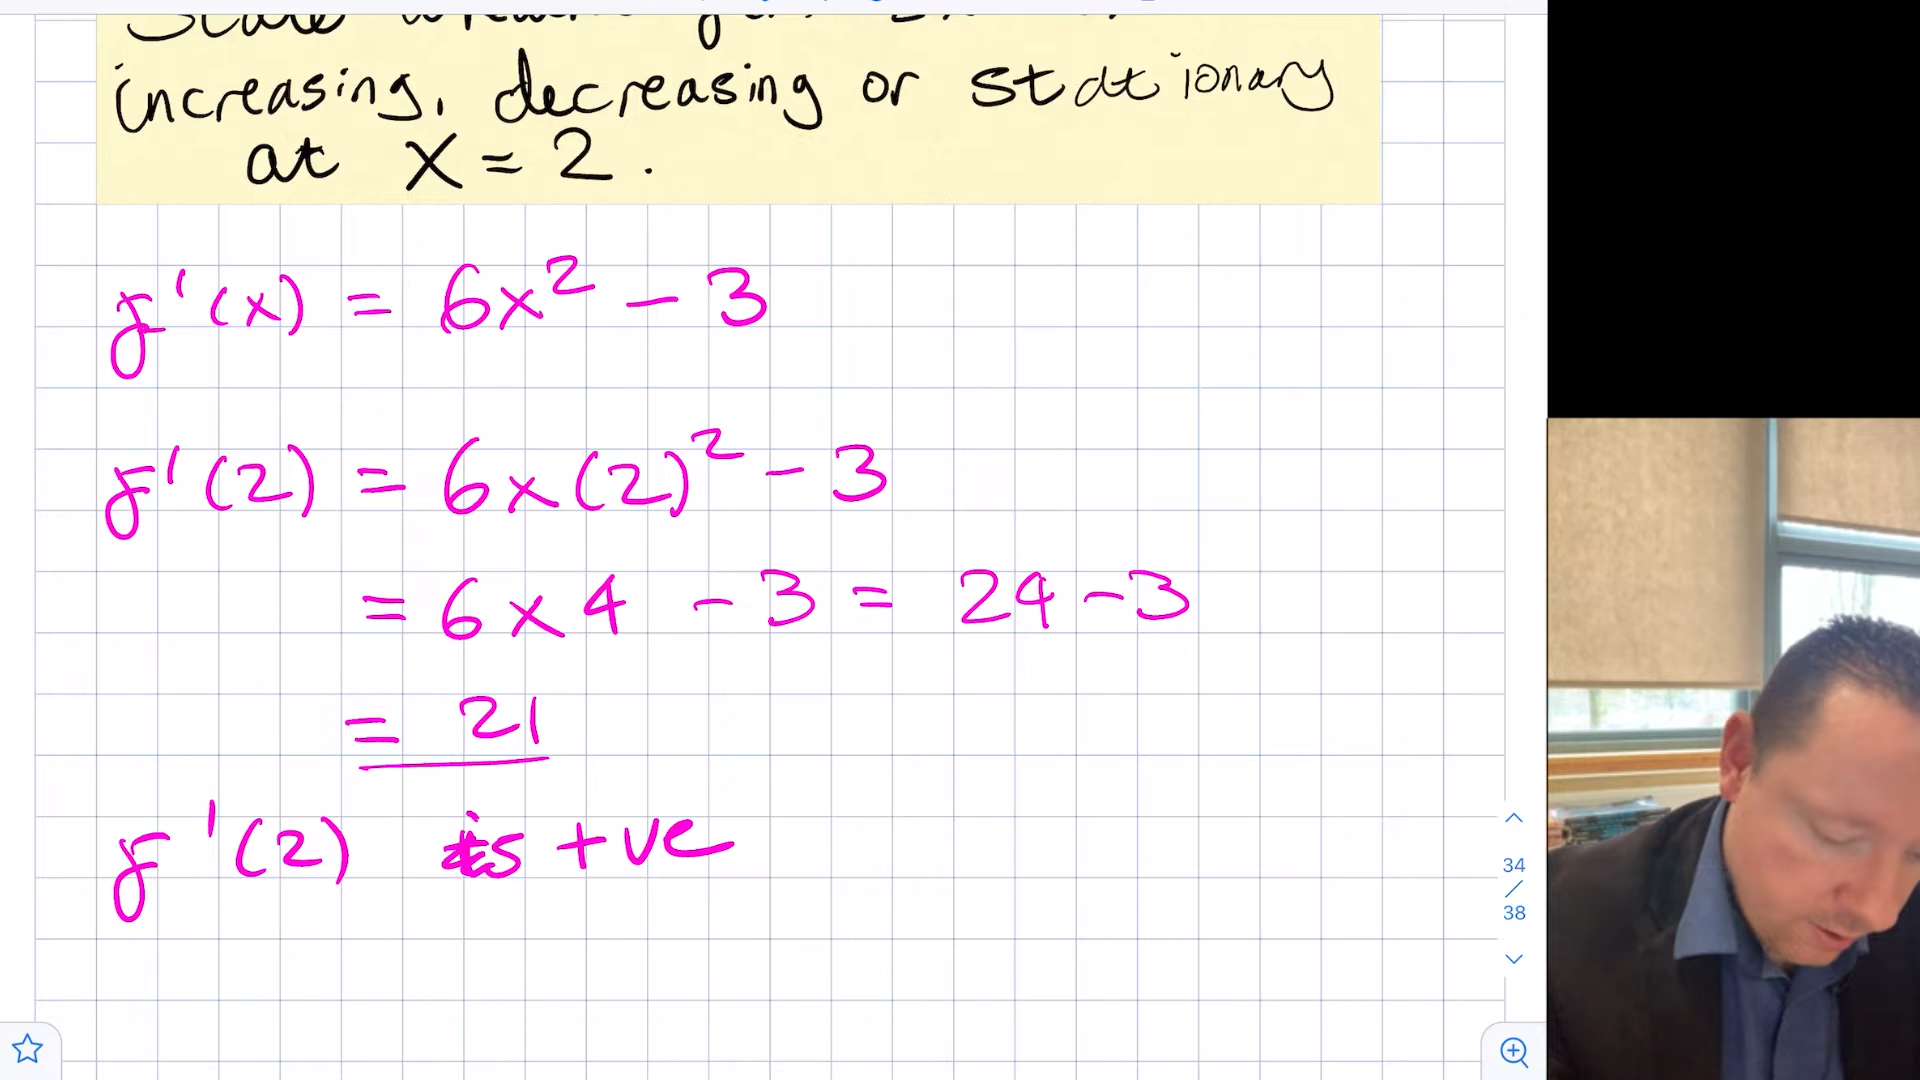 increasing, decreasing or stationary
at x = 2.
f'(x) = 6x² - 3
f'(2) = 6×(2)² - 3
= 6 × 4 - 3 = 24 - 3
= 21
f'(2) is +ve
34
/
38